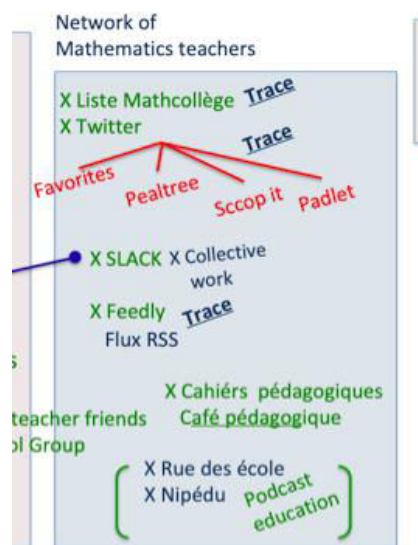 Network of
Mathematics teachers
X Liste Mathcollège Trace
X Twitter
Trace
Favorites Pealtree Sccop it Padlet
X SLACK X Collective
work
X Feedly Trace
Flux RSS
s
X Cahiérs pédagogiques
teacher friends Café pédagogique
ol Group
X Rue des école
X Nipédu Podcast
education